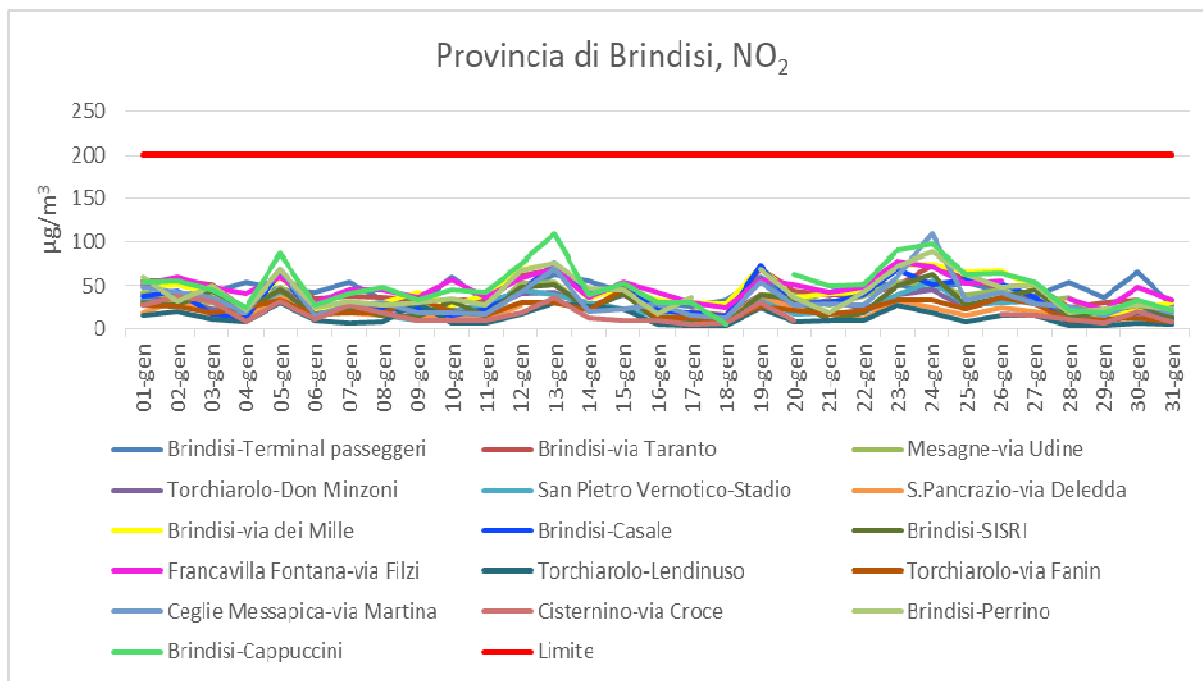 Provincia di Brindisi, NO₂
250
200
150
100
50
0
µg/m³
01-gen
02-gen
03-gen
04-gen
05-gen
06-gen
07-gen
08-gen
09-gen
10-gen
11-gen
12-gen
13-gen
14-gen
15-gen
16-gen
17-gen
18-gen
19-gen
20-gen
21-gen
22-gen
23-gen
24-gen
25-gen
26-gen
27-gen
28-gen
29-gen
30-gen
31-gen
Brindisi-Terminal passeggeri
Brindisi-via Taranto
Mesagne-via Udine
Torchiarolo-Don Minzoni
San Pietro Vernotico-Stadio
S.Pancrazio-via Deledda
Brindisi-via dei Mille
Brindisi-Casale
Brindisi-SISRI
Francavilla Fontana-via Filzi
Torchiarolo-Lendinuso
Torchiarolo-via Fanin
Ceglie Messapica-via Martina
Cisternino-via Croce
Brindisi-Perrino
Brindisi-Cappuccini
Limite